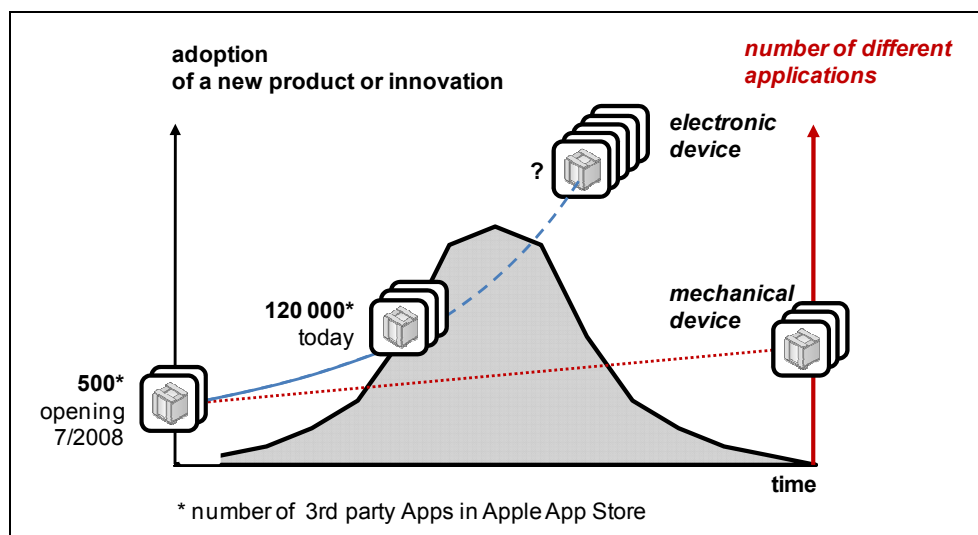 adoption
of a new product or innovation
number of different
applications
electronic
device
?
120 000*
today
mechanical
device
500*
opening
7/2008
time
* number of 3rd party Apps in Apple App Store